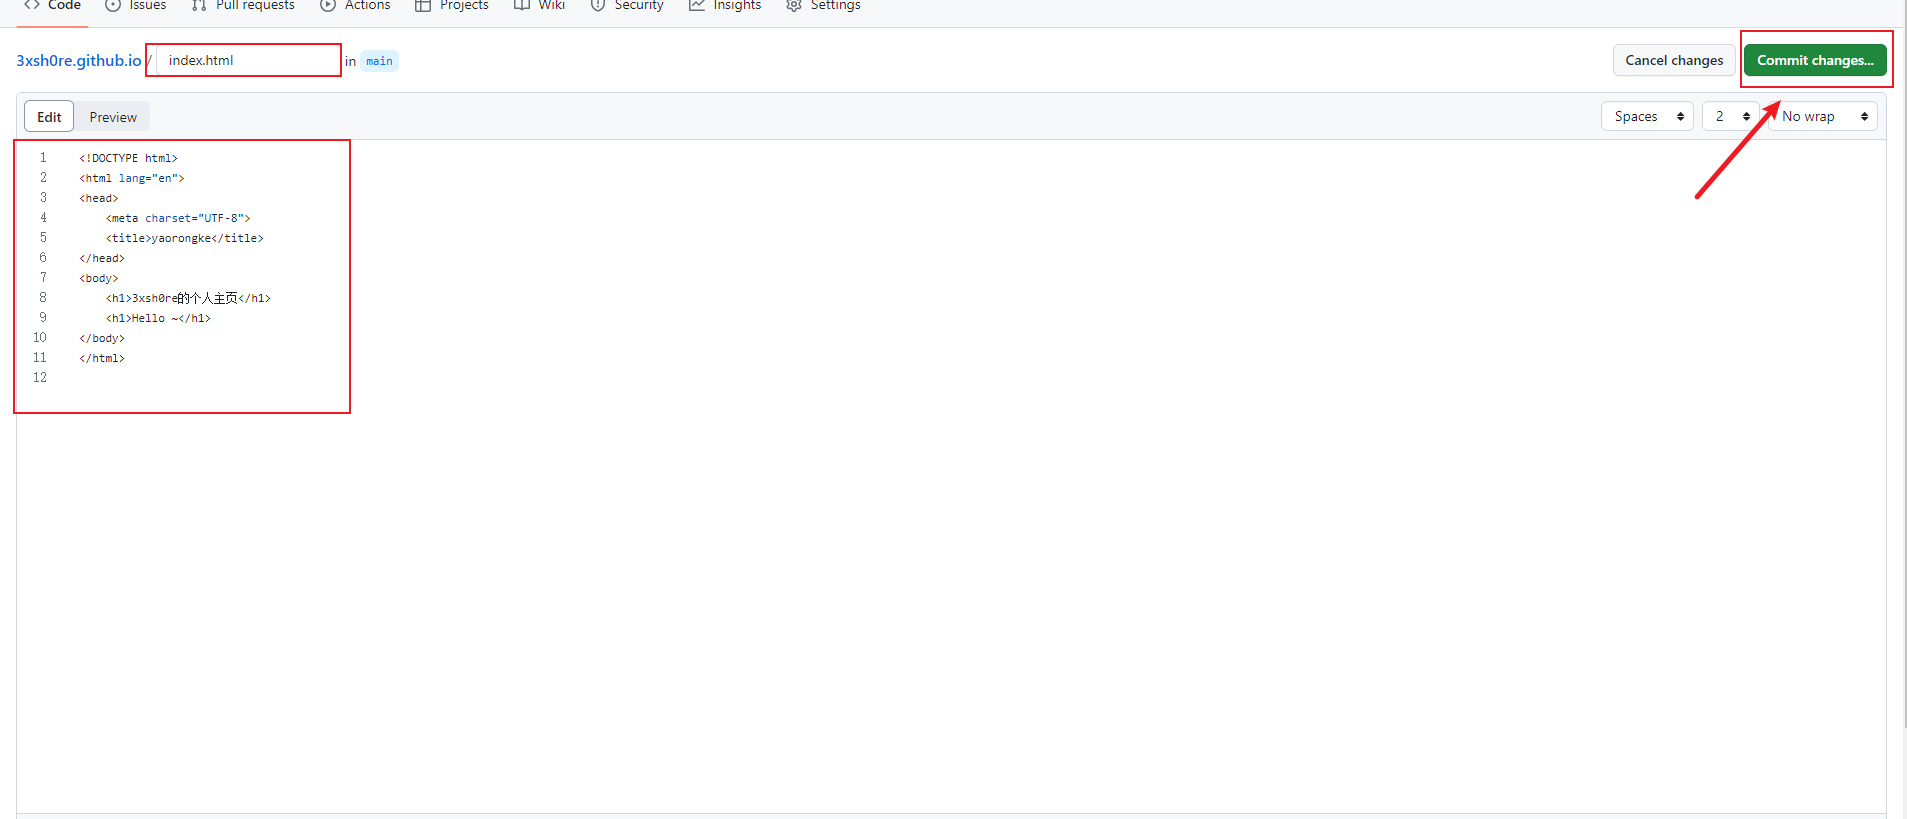 Code Issues Pull requests Actions Projects Wiki Security Insights Settings
3xsh0re.github.io / index.html in main Cancel changes Commit changes...
Edit Preview Spaces 2 No wrap
1 <!DOCTYPE html>
2 <html lang="en">
3 <head>
4 <meta charset="UTF-8">
5 <title>yaorongke</title>
6 </head>
7 <body>
8 <h1>3xsh0re的个人主页</h1>
9 <h1>Hello ~</h1>
10 </body>
11 </html>
12